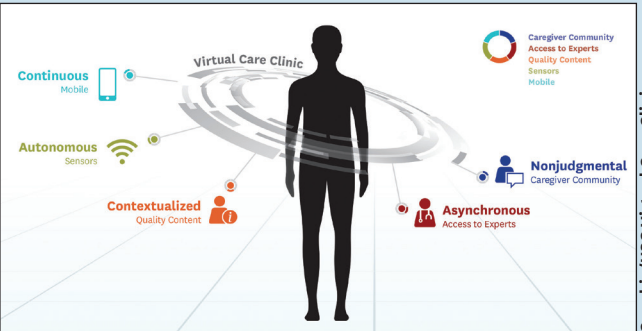 Virtual Care Clinic
Caregiver Community
Access to Experts
Quality Content
Sensors
Mobile
Continuous
Mobile
Autonomous
Sensors
Contextualized
Quality Content
Nonjudgmental
Caregiver Community
Asynchronous
Access to Experts